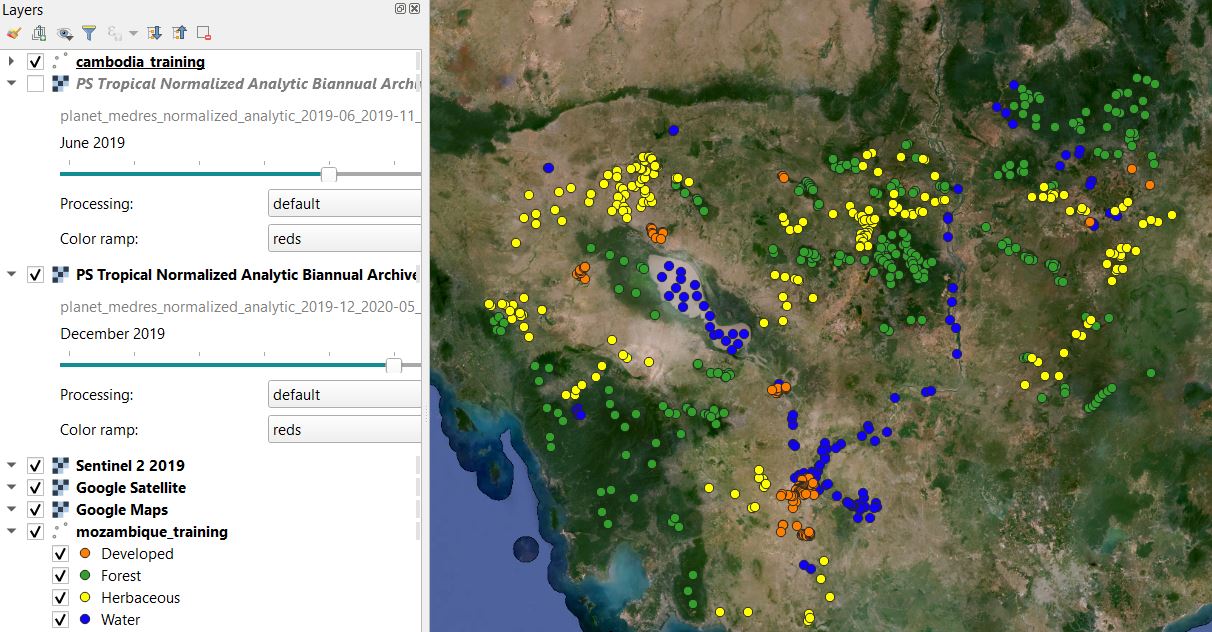 Layers
cambodia_training
PS Tropical Normalized Analytic Biannual Archi
planet_medres_normalized_analytic_2019-06_2019-11_
June 2019
Processing: default
Color ramp: reds
PS Tropical Normalized Analytic Biannual Archive
planet_medres_normalized_analytic_2019-12_2020-05_
December 2019
Processing: default
Color ramp: reds
Sentinel 2 2019
Google Satellite
Google Maps
mozambique_training
Developed
Forest
Herbaceous
Water